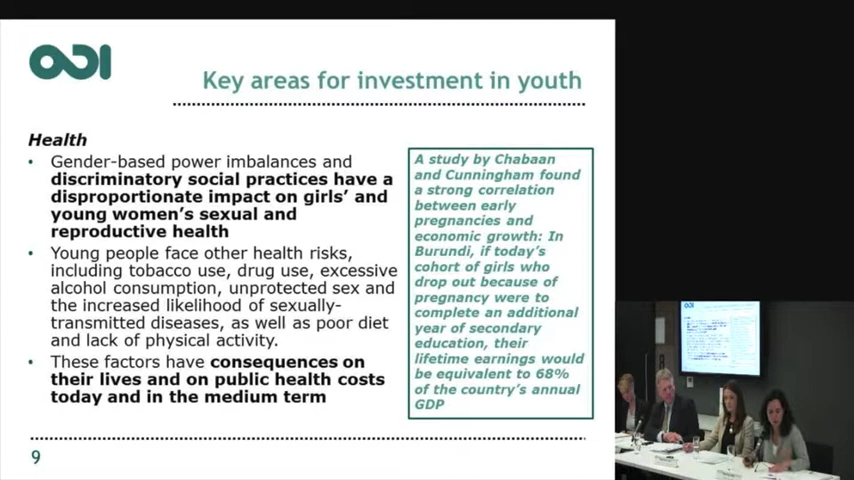 ODI
Key areas for investment in youth
Health
• Gender-based power imbalances and
discriminatory social practices have a
disproportionate impact on girls' and
young women's sexual and
reproductive health
• Young people face other health risks,
including tobacco use, drug use, excessive
alcohol consumption, unprotected sex and
the increased likelihood of sexually-
transmitted diseases, as well as poor diet
and lack of physical activity.
• These factors have consequences on
their lives and on public health costs
today and in the medium term
A study by Chabaan
and Cunningham found
a strong correlation
between early
pregnancies and
economic growth: In
Burundi, if today's
cohort of girls who
drop out because of
pregnancy were to
complete an additional
year of secondary
education, their
lifetime earnings would
be equivalent to 68%
of the country's annual
GDP
9